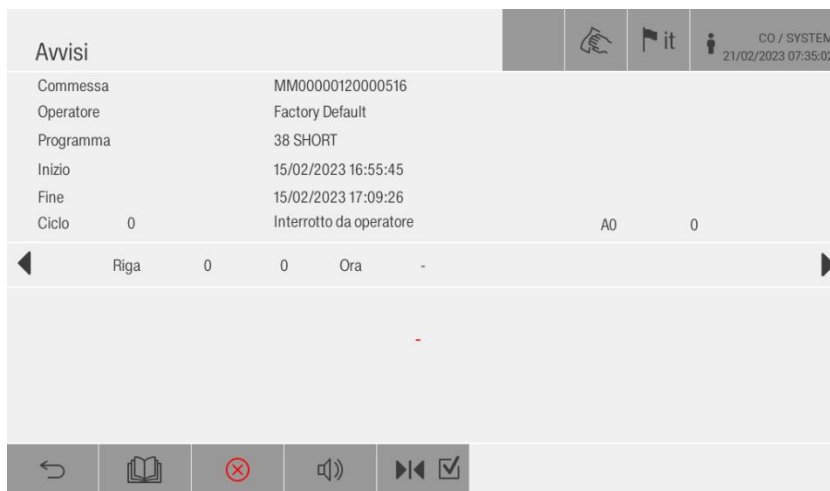 Avvisi
it
CO / SYSTEM
21/02/2023 07:35:02
Commessa MM00000120000516
Operatore Factory Default
Programma 38 SHORT
Inizio 15/02/2023 16:55:45
Fine 15/02/2023 17:09:26
Ciclo 0 Interrotto da operatore A0 0
Riga 0 0 Ora -
-